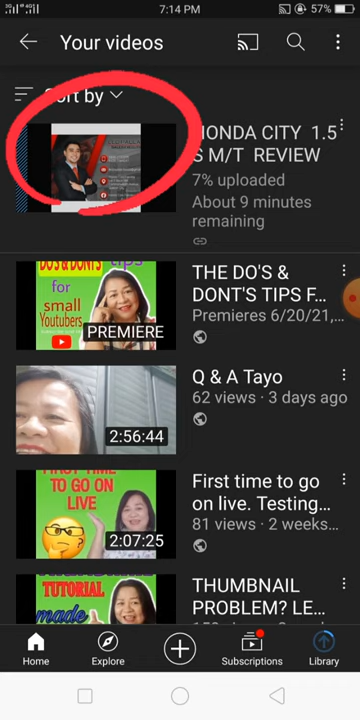 7:14 PM
57%
Your videos
Sort by
HONDA CITY 1.5
S M/T REVIEW
7% uploaded
About 9 minutes
remaining
DO'S & DONT'S tips
for
small
Youtubers
PREMIERE
THE DO'S &
DONT'S TIPS F...
Premieres 6/20/21,...
2:56:44
Q & A Tayo
62 views · 3 days ago
FIRST TIME TO
GO ON
LIVE
2:07:25
First time to go
on live. Testing...
81 views · 2 weeks...
TUTORIAL
made
THUMBNAIL
PROBLEM? LE...
Home
Explore
Subscriptions
Library